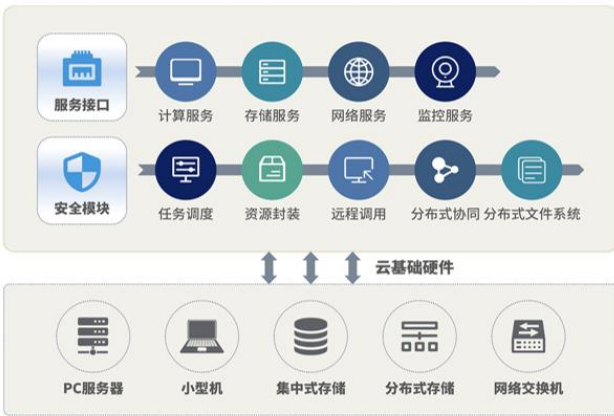 服务接口
计算服务
存储服务
网络服务
监控服务
安全模块
任务调度
资源封装
远程调用
分布式协同
分布式文件系统
云基础硬件
PC服务器
小型机
集中式存储
分布式存储
网络交换机